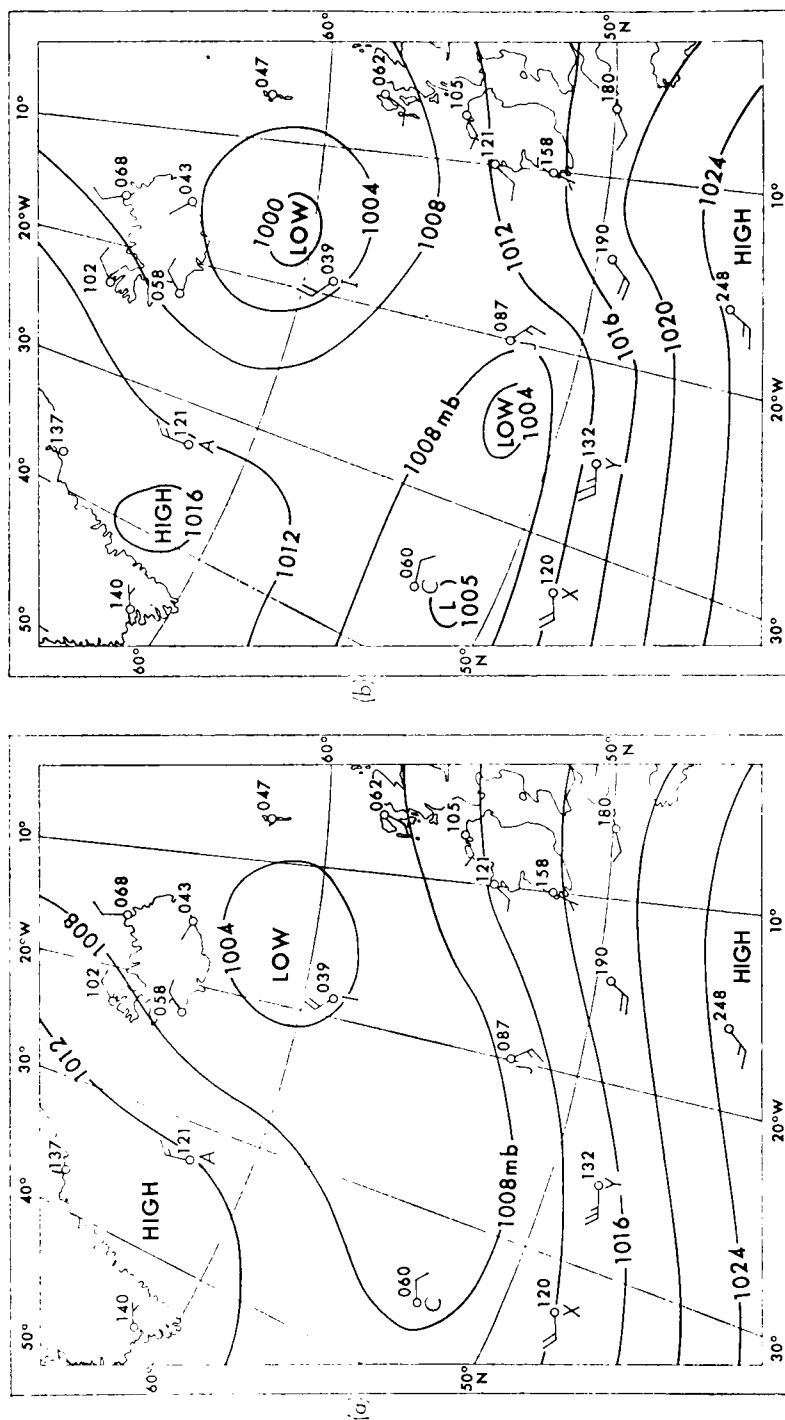 (a)
50°
40°
30°
20°W
10°
140
137
1012
1008
102
068
HIGH
121
A
058
043
047
60°
1004
LOW
60°
039
I
062
060
C
1008mb
087
J
105
121
50°
N
120
X
132
Y
1016
190
158
180
50°
N
1024
248
HIGH
30°
20°W
10°
(b)
50°
40°
30°
20°W
10°
140
137
102
068
HIGH
1016
121
A
058
043
047
60°
1012
1000
LOW
1004
60°
039
I
1008
062
060
C
L
1005
1008mb
LOW
1004
087
J
1012
105
121
50°
N
120
X
132
Y
1016
190
158
180
50°
N
1020
248
1024
HIGH
30°
20°W
10°